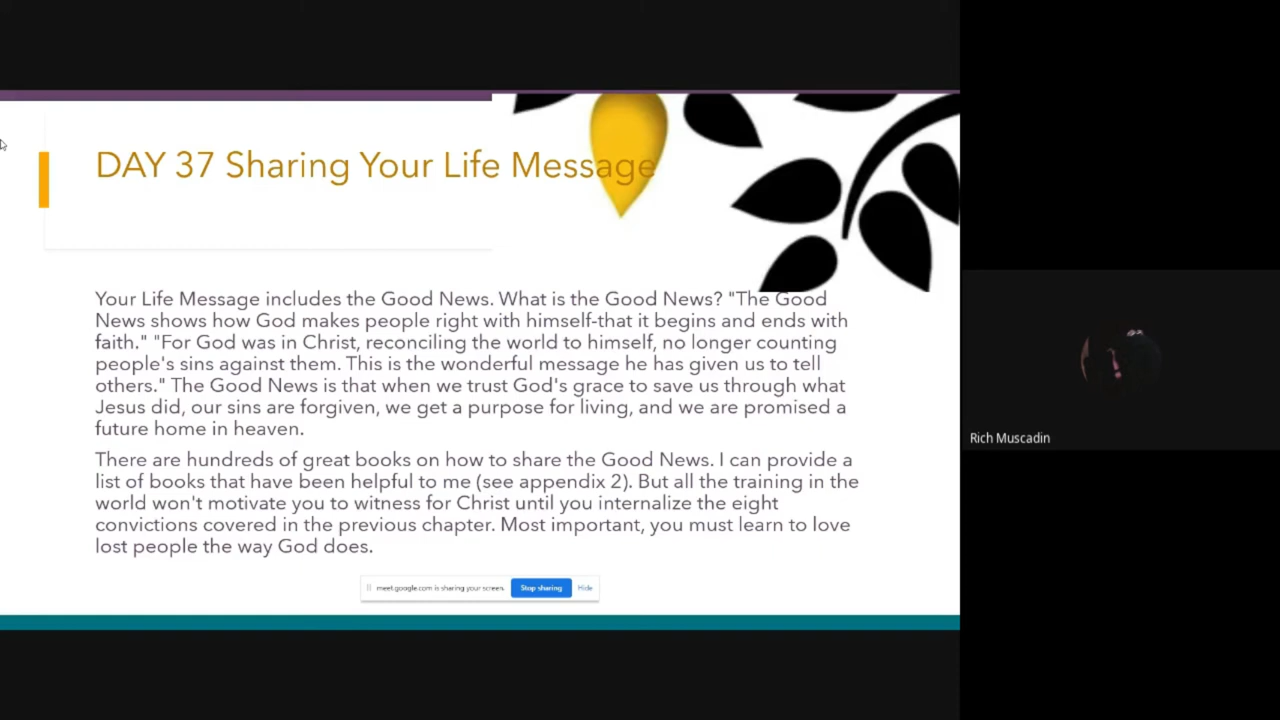 DAY 37 Sharing Your Life Message
Your Life Message includes the Good News. What is the Good News? "The Good
News shows how God makes people right with himself-that it begins and ends with
faith." "For God was in Christ, reconciling the world to himself, no longer counting
people's sins against them. This is the wonderful message he has given us to tell
others." The Good News is that when we trust God's grace to save us through what
Jesus did, our sins are forgiven, we get a purpose for living, and we are promised a
future home in heaven.
There are hundreds of great books on how to share the Good News. I can provide a
list of books that have been helpful to me (see appendix 2). But all the training in the
world won't motivate you to witness for Christ until you internalize the eight
convictions covered in the previous chapter. Most important, you must learn to love
lost people the way God does.
meet.google.com is sharing your screen. Stop sharing Hide
Rich Muscadin